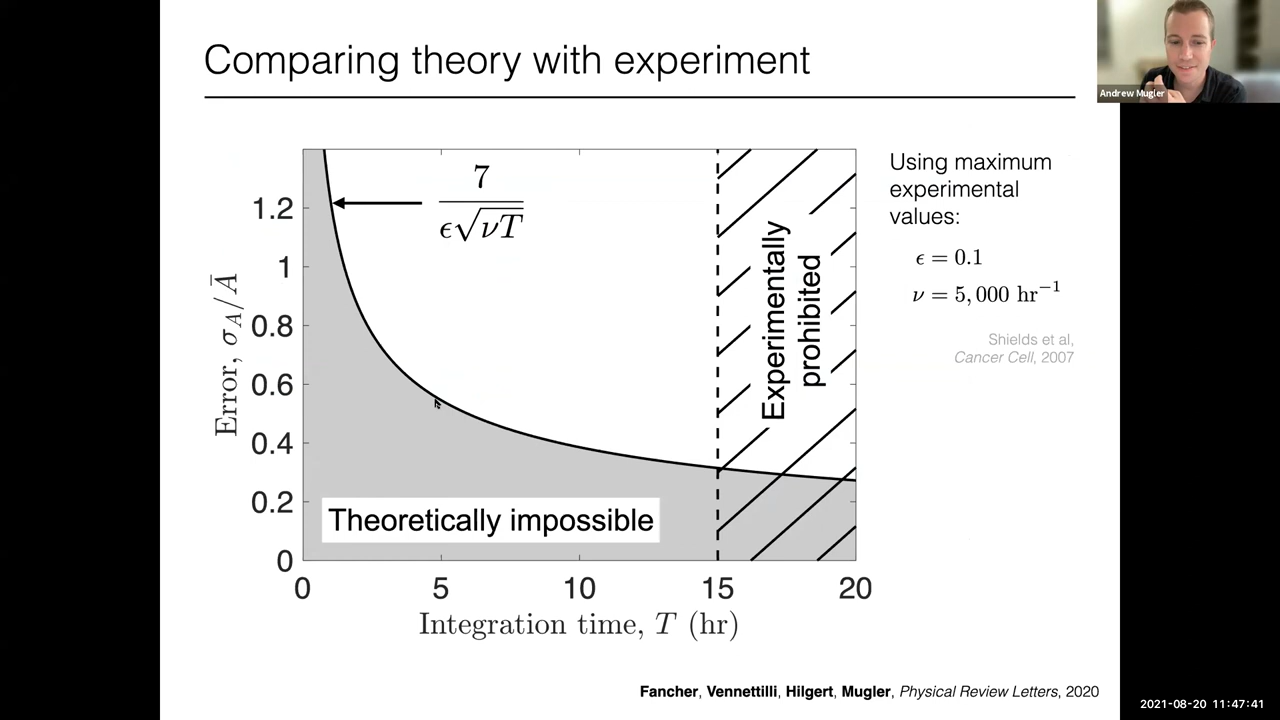 Comparing theory with experiment
Andrew Mugler
7
ϵ√νT
Using maximum
experimental
values:
ϵ = 0.1
ν = 5,000 hr⁻¹
Shields et al,
Cancer Cell, 2007
Experimentally
prohibited
Error, σ_A/Ā
1.2
1
0.8
0.6
0.4
0.2
0
Theoretically impossible
0 5 10 15 20
Integration time, T (hr)
Fancher, Vennettilli, Hilgert, Mugler, Physical Review Letters, 2020
2021-08-20 11:47:41